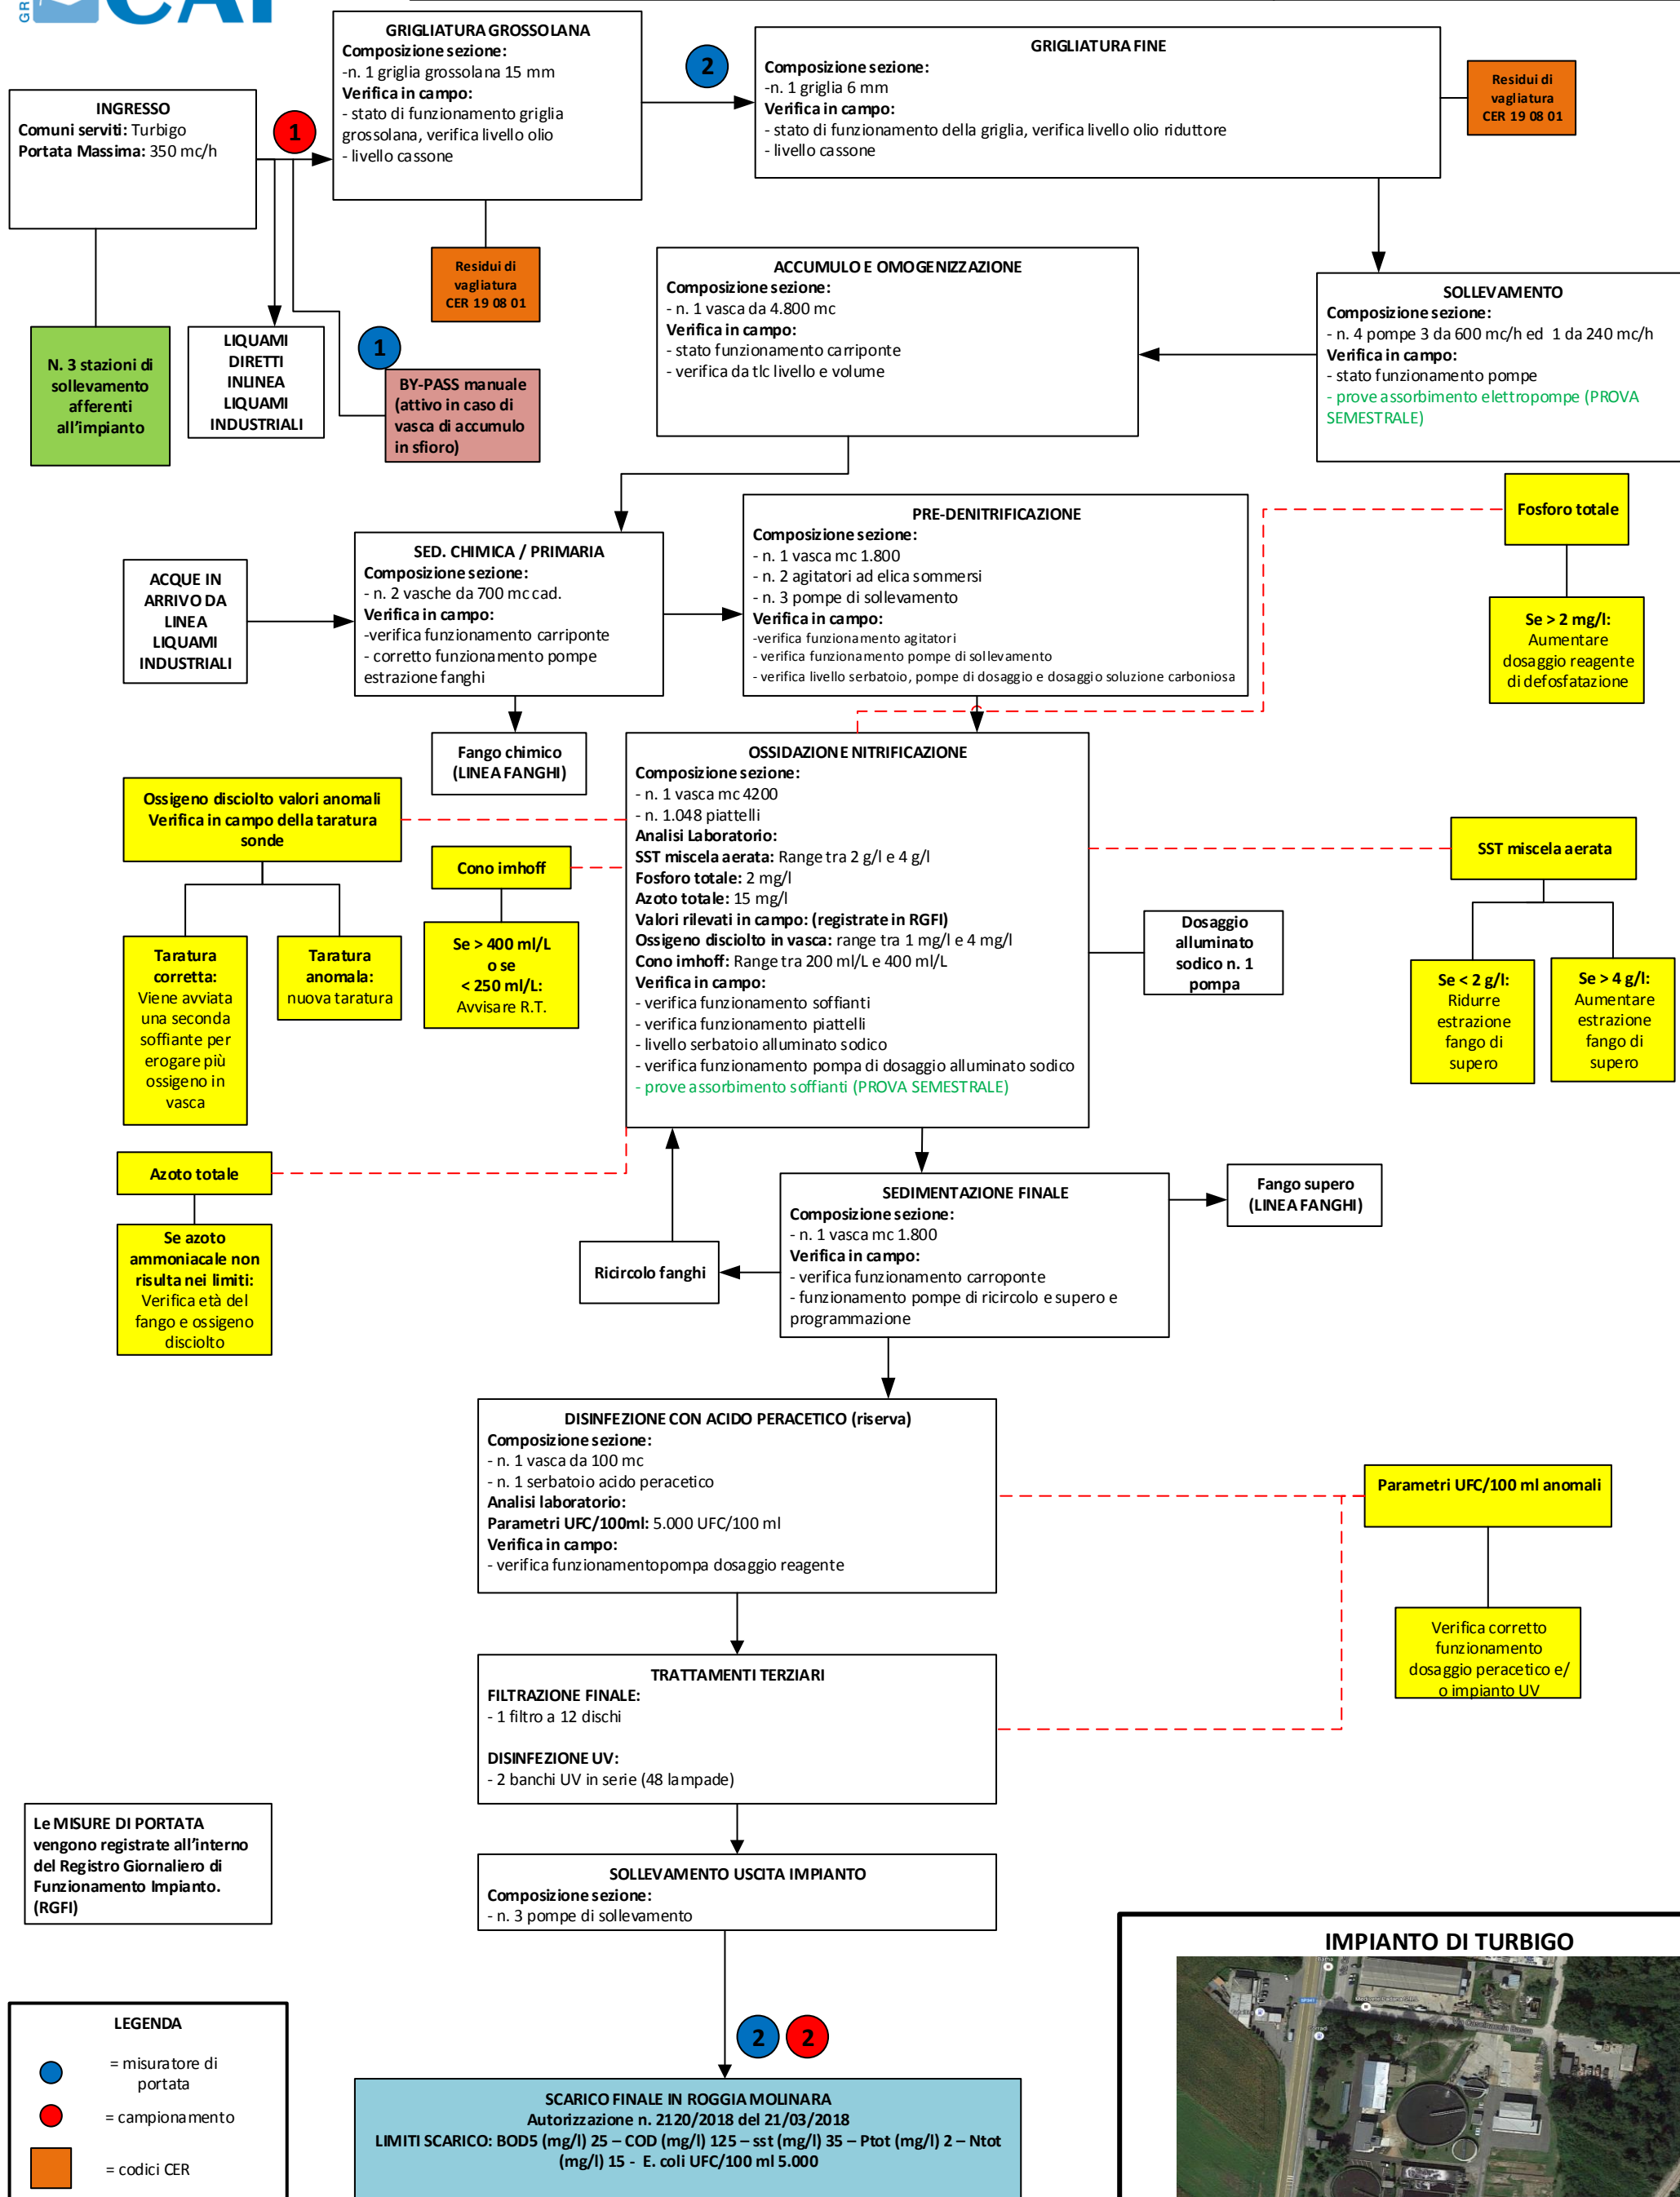 GR
CAP
INGRESSO
Comuni serviti: Turbigo
Portata Massima: 350 mc/h
1
GRIGLIATURA GROSSOLANA
Composizione sezione:
-n. 1 griglia grossolana 15 mm
Verifica in campo:
- stato di funzionamento griglia
grossolana, verifica livello olio
- livello cassone
2
GRIGLIATURA FINE
Composizione sezione:
-n. 1 griglia 6 mm
Verifica in campo:
- stato di funzionamento della griglia, verifica livello olio riduttore
- livello cassone
Residui di
vagliatura
CER 19 08 01
Residui di
vagliatura
CER 19 08 01
N. 3 stazioni di
sollevamento
afferenti
all'impianto
LIQUAMI
DIRETTI
INLINEA
LIQUAMI
INDUSTRIALI
1
BY-PASS manuale
(attivo in caso di
vasca di accumulo
in sfioro)
ACCUMULO E OMOGENIZZAZIONE
Composizione sezione:
- n. 1 vasca da 4.800 mc
Verifica in campo:
- stato funzionamento carriponte
- verifica da tlc livello e volume
SOLLEVAMENTO
Composizione sezione:
- n. 4 pompe 3 da 600 mc/h ed 1 da 240 mc/h
Verifica in campo:
- stato funzionamento pompe
- prove assorbimento elettropompe (PROVA
SEMESTRALE)
ACQUE IN
ARRIVO DA
LINEA
LIQUAMI
INDUSTRIALI
SED. CHIMICA / PRIMARIA
Composizione sezione:
- n. 2 vasche da 700 mc cad.
Verifica in campo:
-verifica funzionamento carriponte
- corretto funzionamento pompe
estrazione fanghi
PRE-DENITRIFICAZIONE
Composizione sezione:
- n. 1 vasca mc 1.800
- n. 2 agitatori ad elica sommersi
- n. 3 pompe di sollevamento
Verifica in campo:
-verifica funzionamento agitatori
- verifica funzionamento pompe di sollevamento
- verifica livello serbatoio, pompe di dosaggio e dosaggio soluzione carboniosa
Fosforo totale
Se > 2 mg/l:
Aumentare
dosaggio reagente
di defosfatazione
Fango chimico
(LINEA FANGHI)
Ossigeno disciolto valori anomali
Verifica in campo della taratura
sonde
Taratura
corretta:
Viene avviata
una seconda
soffiante per
erogare più
ossigeno in
vasca
Taratura
anomala:
nuova taratura
Cono imhoff
Se > 400 ml/L
o se
< 250 ml/L:
Avvisare R.T.
OSSIDAZIONE NITRIFICAZIONE
Composizione sezione:
- n. 1 vasca mc 4200
- n. 1.048 piattelli
Analisi Laboratorio:
SST miscela aerata: Range tra 2 g/l e 4 g/l
Fosforo totale: 2 mg/l
Azoto totale: 15 mg/l
Valori rilevati in campo: (registrate in RGFI)
Ossigeno disciolto in vasca: range tra 1 mg/l e 4 mg/l
Cono imhoff: Range tra 200 ml/L e 400 ml/L
Verifica in campo:
- verifica funzionamento soffianti
- verifica funzionamento piattelli
- livello serbatoio alluminato sodico
- verifica funzionamento pompa di dosaggio alluminato sodico
- prove assorbimento soffianti (PROVA SEMESTRALE)
Dosaggio
alluminato
sodico n. 1
pompa
SST miscela aerata
Se < 2 g/l:
Ridurre
estrazione
fango di
supero
Se > 4 g/l:
Aumentare
estrazione
fango di
supero
Azoto totale
Se azoto
ammoniacale non
risulta nei limiti:
Verifica età del
fango e ossigeno
disciolto
Ricircolo fanghi
SEDIMENTAZIONE FINALE
Composizione sezione:
- n. 1 vasca mc 1.800
Verifica in campo:
- verifica funzionamento carroponte
- funzionamento pompe di ricircolo e supero e
programmazione
Fango supero
(LINEA FANGHI)
DISINFEZIONE CON ACIDO PERACETICO (riserva)
Composizione sezione:
- n. 1 vasca da 100 mc
- n. 1 serbatoio acido peracetico
Analisi laboratorio:
Parametri UFC/100ml: 5.000 UFC/100 ml
Verifica in campo:
- verifica funzionamentopompa dosaggio reagente
Parametri UFC/100 ml anomali
Verifica corretto
funzionamento
dosaggio peracetico e/
o impianto UV
TRATTAMENTI TERZIARI
FILTRAZIONE FINALE:
- 1 filtro a 12 dischi
DISINFEZIONE UV:
- 2 banchi UV in serie (48 lampade)
Le MISURE DI PORTATA
vengono registrate all'interno
del Registro Giornaliero di
Funzionamento Impianto.
(RGFI)
SOLLEVAMENTO USCITA IMPIANTO
Composizione sezione:
- n. 3 pompe di sollevamento
2
2
LEGENDA
= misuratore di
portata
= campionamento
= codici CER
SCARICO FINALE IN ROGGIA MOLINARA
Autorizzazione n. 2120/2018 del 21/03/2018
LIMITI SCARICO: BOD5 (mg/l) 25 – COD (mg/l) 125 – sst (mg/l) 35 – Ptot (mg/l) 2 – Ntot
(mg/l) 15 - E. coli UFC/100 ml 5.000
IMPIANTO DI TURBIGO